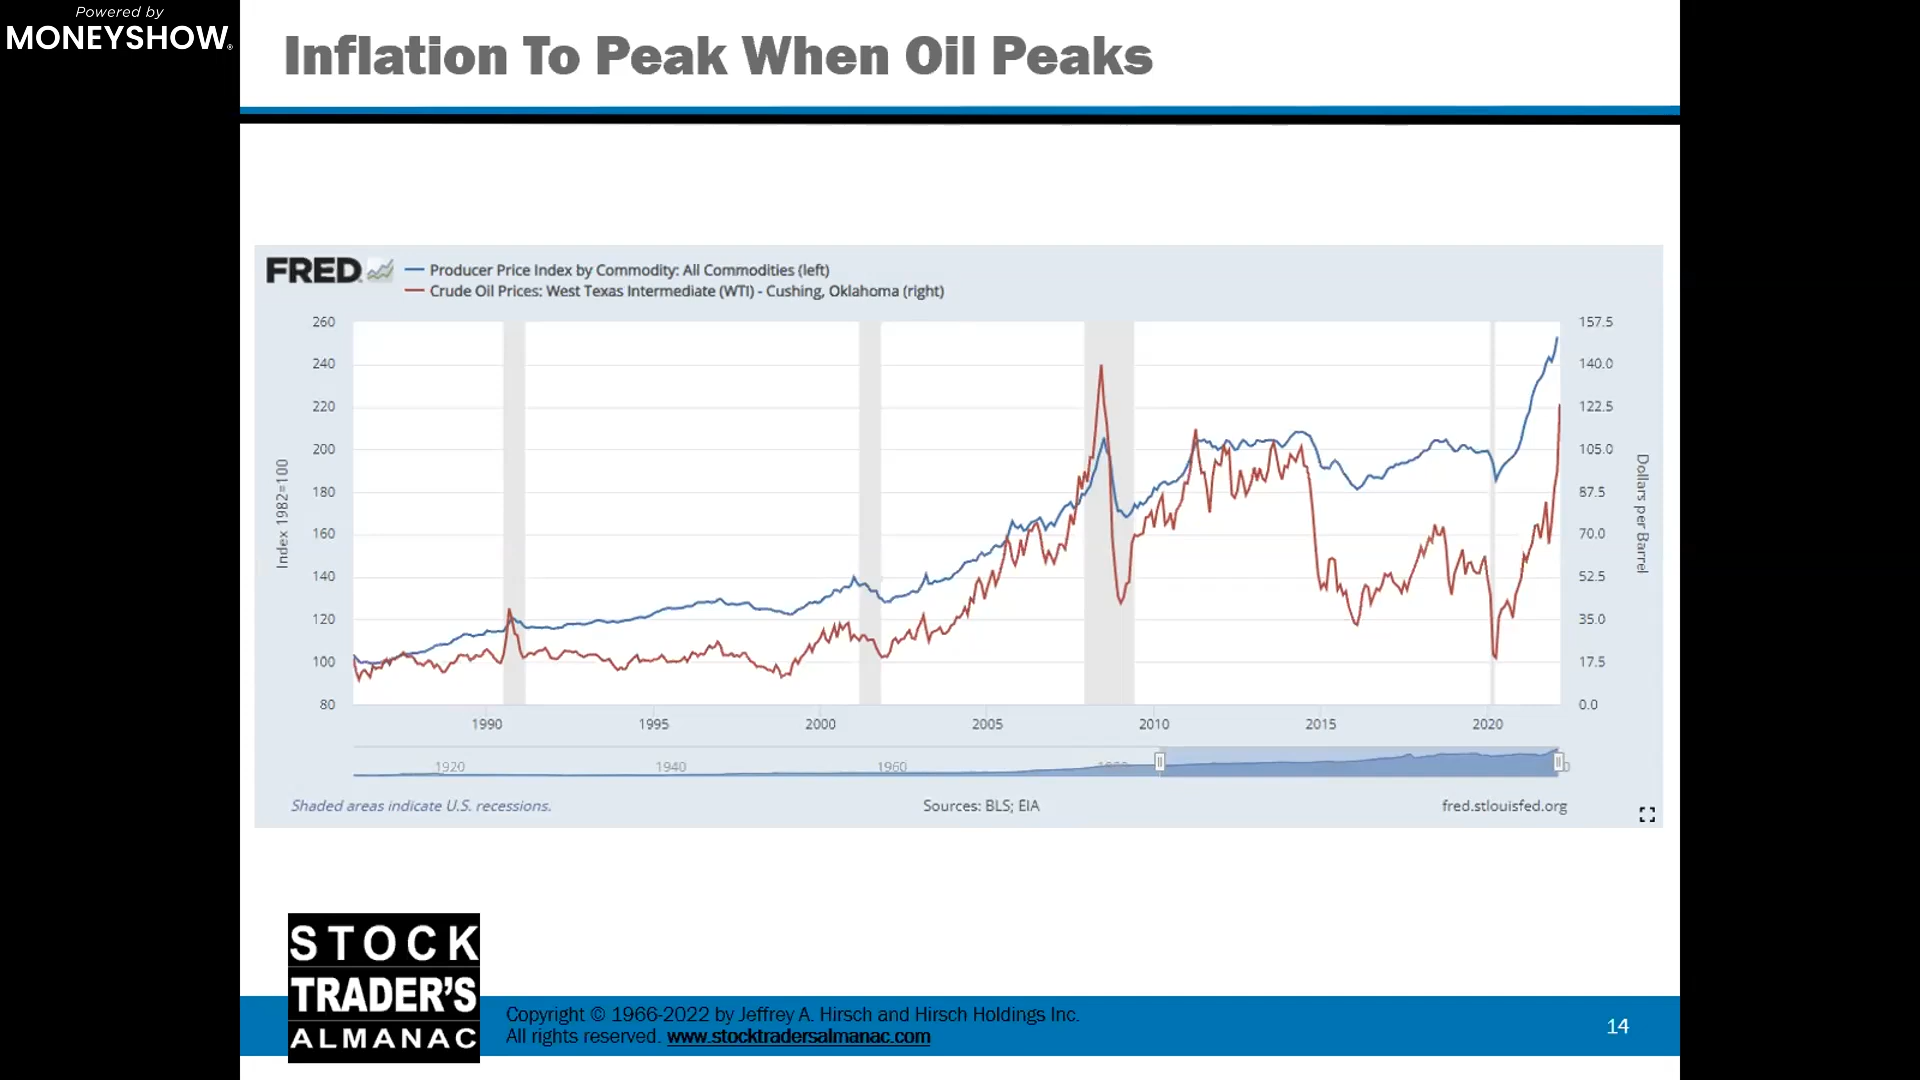 Powered by
MONEYSHOW®
Inflation To Peak When Oil Peaks
FRED
Producer Price Index by Commodity: All Commodities (left)
Crude Oil Prices: West Texas Intermediate (WTI) - Cushing, Oklahoma (right)
260
240
220
200
180
160
140
120
100
80
Index 1982=100
157.5
140.0
122.5
105.0
87.5
70.0
52.5
35.0
17.5
0.0
Dollars per Barrel
1990
1995
2000
2005
2010
2015
2020
1920
1940
1960
Shaded areas indicate U.S. recessions.
Sources: BLS; EIA
fred.stlouisfed.org
STOCK
TRADER'S
ALMANAC
Copyright © 1966-2022 by Jeffrey A. Hirsch and Hirsch Holdings Inc.
All rights reserved. www.stocktradersalmanac.com
14